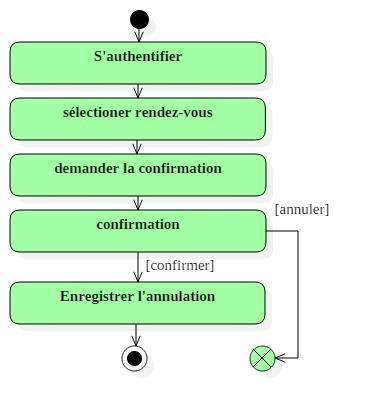 S'authentifier
sélectioner rendez-vous
demander la confirmation
confirmation
[annuler]
[confirmer]
Enregistrer l'annulation